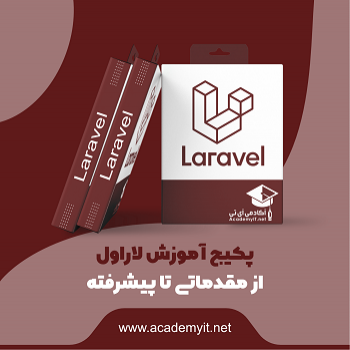 Laravel
Laravel
Laravel
آکادمی آی تی
Academyit.net
پکیج آموزش لاراول
از مقدماتی تا پیشرفته
www.academyit.net